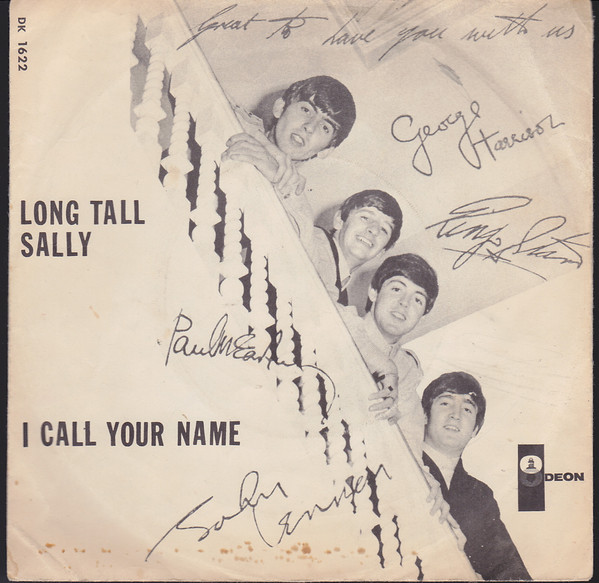 DK 1622
Great to have you with us
George
Harrison
Ringo Starr
LONG TALL
SALLY
Paul McCartney
I CALL YOUR NAME
ODEON
John
Lennon